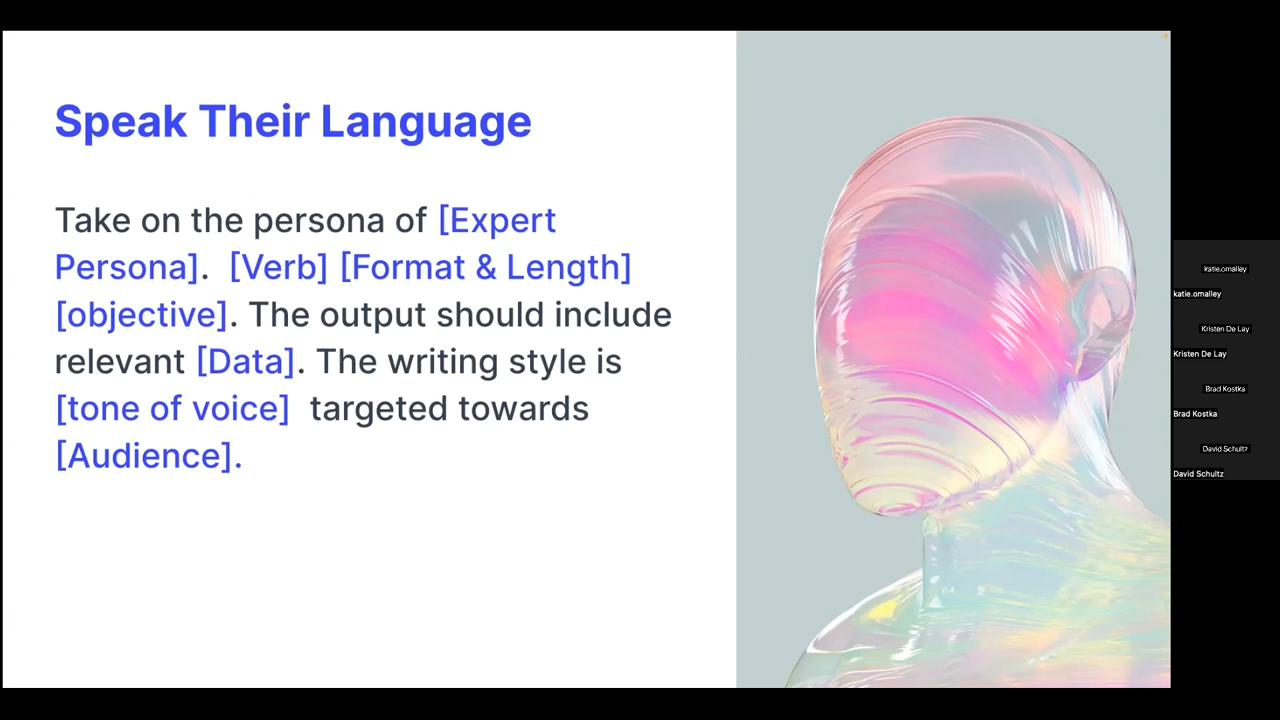 Speak Their Language
Take on the persona of [Expert
Persona]. [Verb] [Format & Length]
[objective]. The output should include
relevant [Data]. The writing style is
[tone of voice] targeted towards
[Audience].
katie.omalley
katie.omalley
Kristen De Lay
Kristen De Lay
Brad Kostka
Brad Kostka
David Schultz
David Schultz